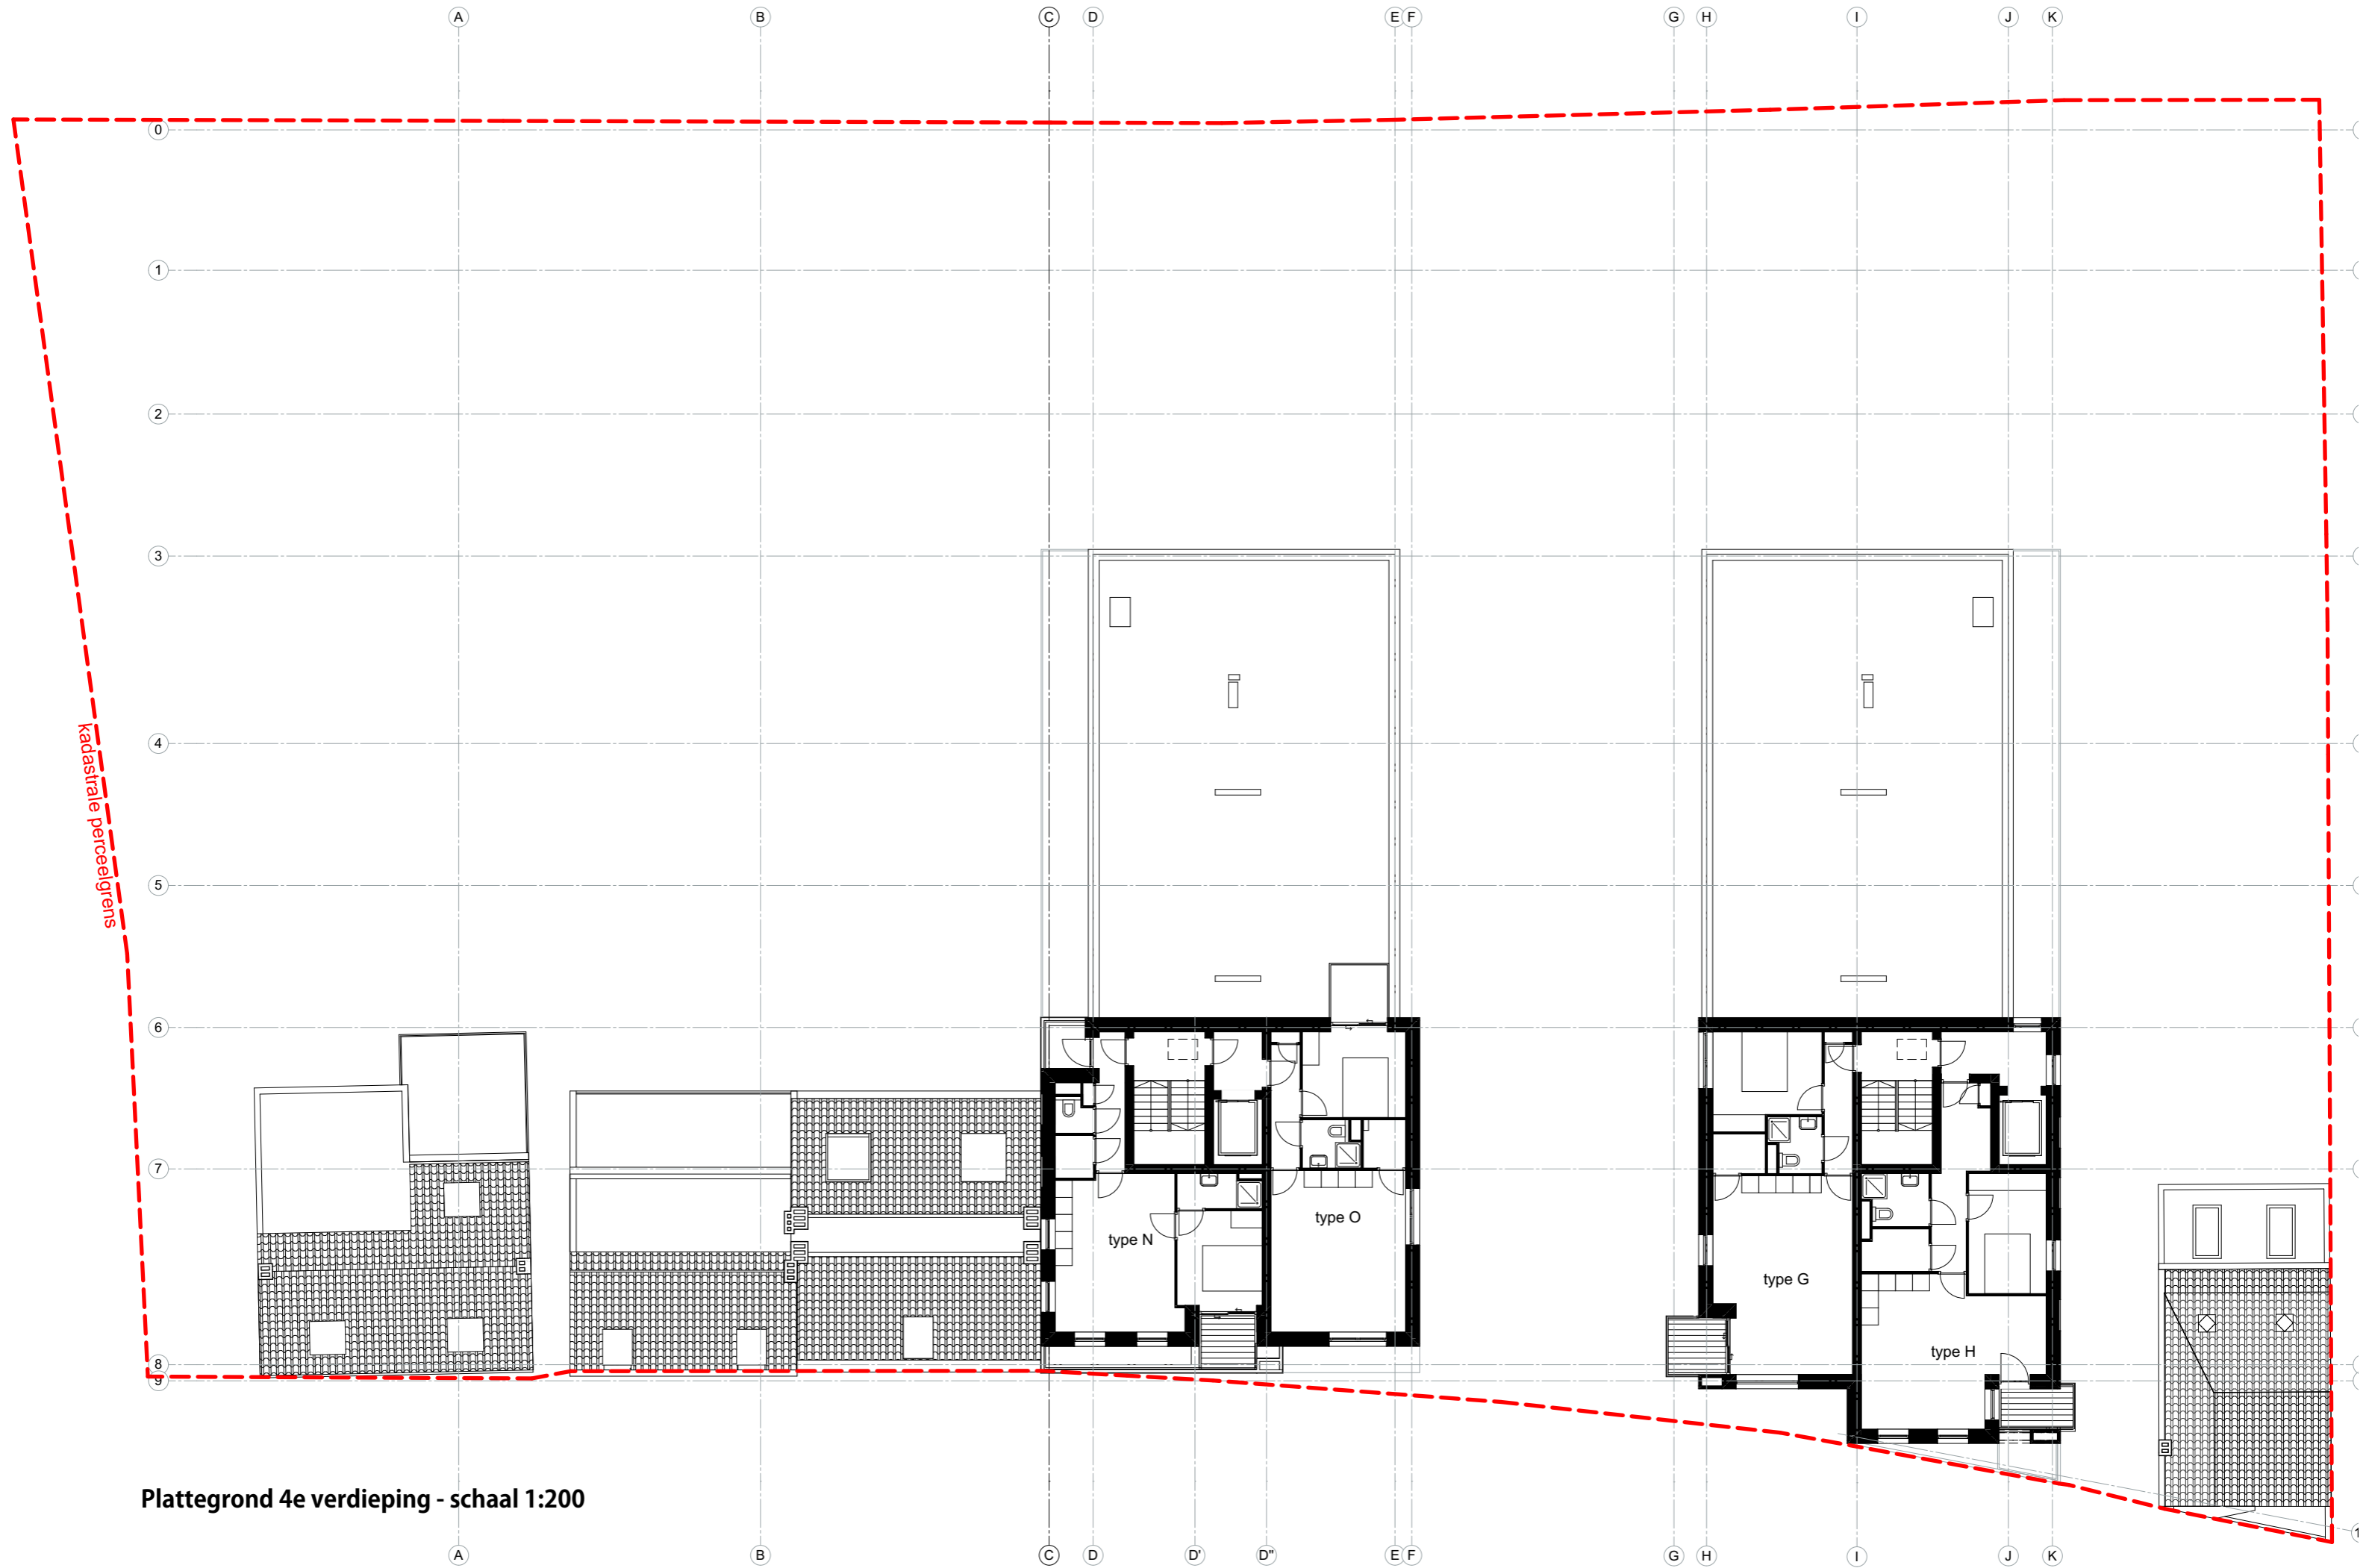 A B C D E F G H I J K
0
1
2
3
kadastrale perceelgrens
4
5
6
7
type O
type N
type G
type H
8
9
Plattegrond 4e verdieping - schaal 1:200
A B C D D' D" E F G H I J K